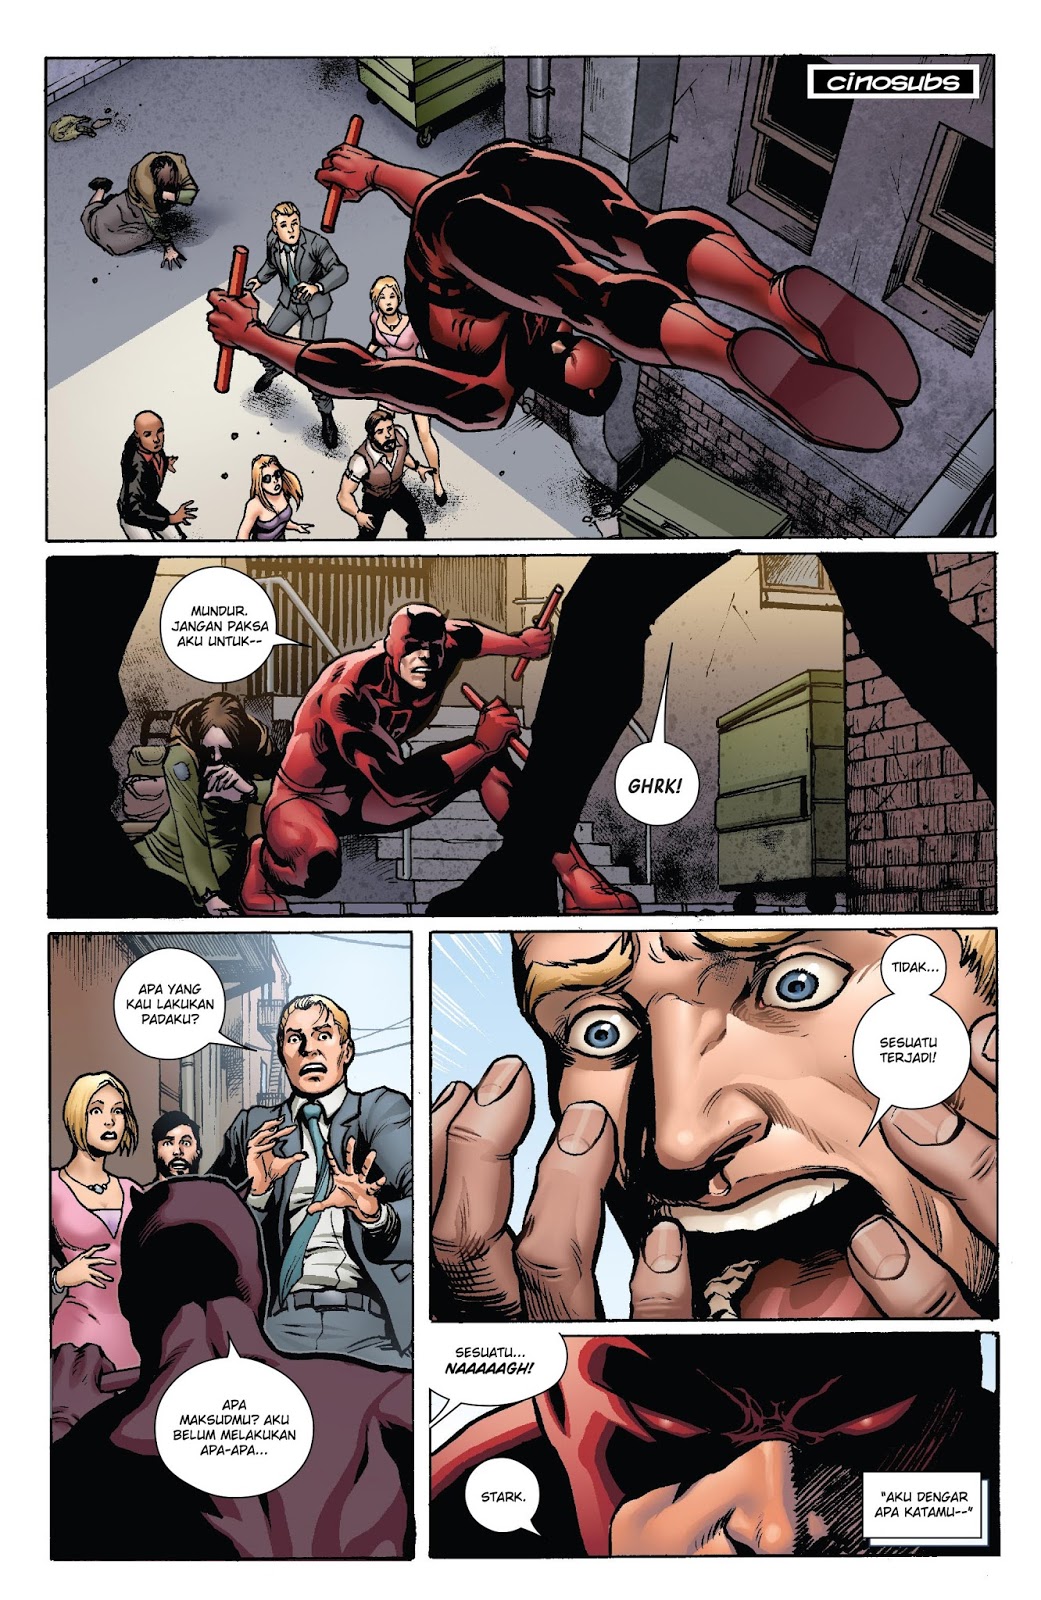 cinosubs
MUNDUR.
JANGAN PAKSA
AKU UNTUK--
GHRK!
APA YANG
KAU LAKUKAN
PADAKU?
APA
MAKSUDMU? AKU
BELUM MELAKUKAN
APA-APA...
TIDAK...
SESUATU
TERJADI!
SESUATU...
NAAAAAGH!
STARK.
"AKU DENGAR
APA KATAMU--"